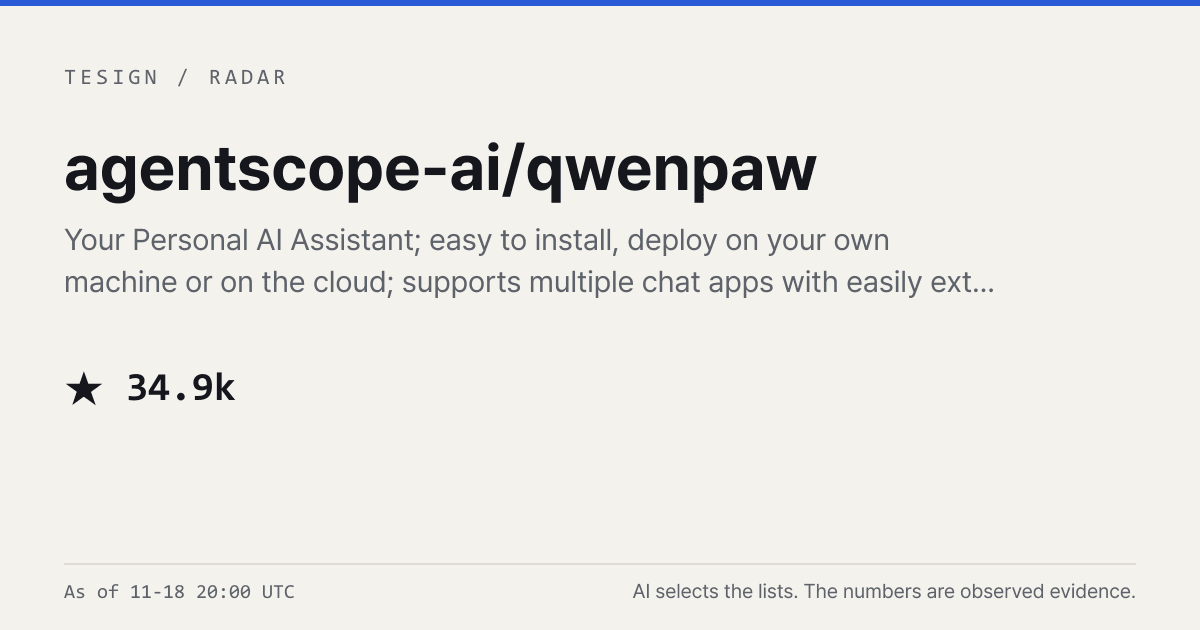 TESIGN / RADAR
agentscope-ai/qwenpaw
Your Personal AI Assistant; easy to install, deploy on your own
machine or on the cloud; supports multiple chat apps with easily ext...
★ 34.9k
As of 11-18 20:00 UTC
AI selects the lists. The numbers are observed evidence.